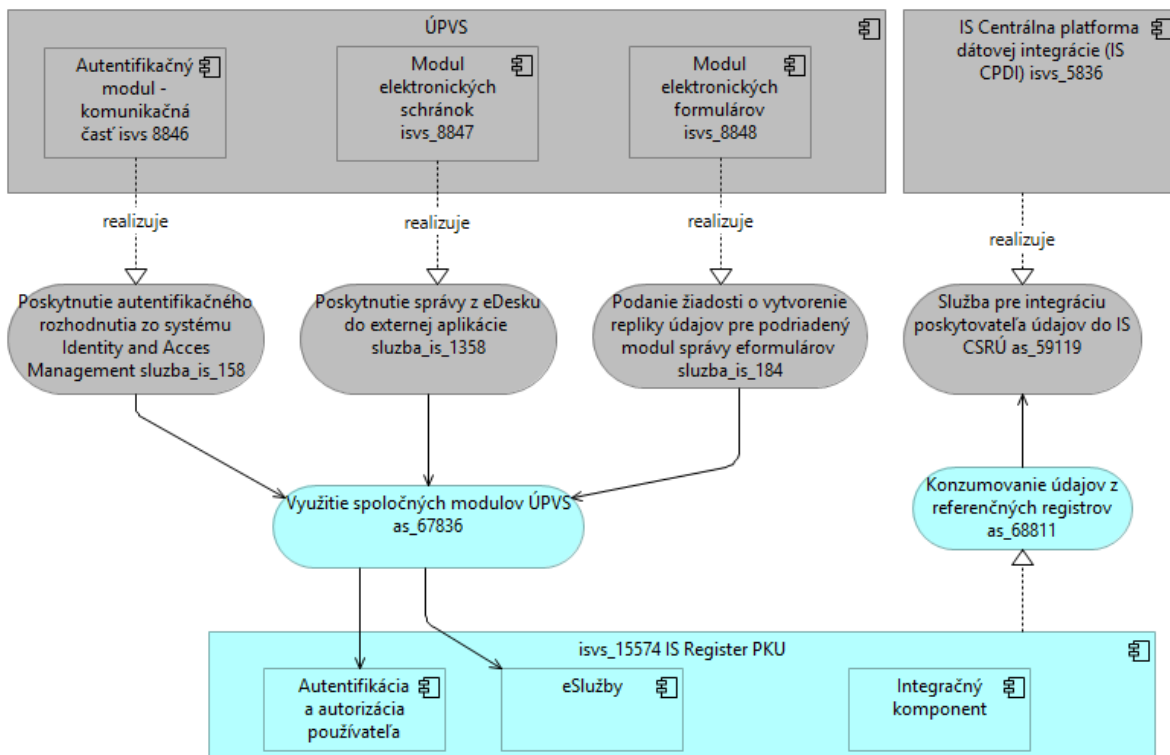 ÚPVS
Autentifikačný
modul -
komunikačná
časť isvs 8846
Modul
elektronických
schránok
isvs_8847
Modul
elektronických
formulárov
isvs_8848
IS Centrálna platforma
dátovej integrácie (IS
CPDI) isvs_5836
realizuje
realizuje
realizuje
realizuje
Poskytnutie autentifikačného
rozhodnutia zo systému
Identity and Acces
Management sluzba_is_158
Poskytnutie správy z eDesku
do externej aplikácie
sluzba_is_1358
Podanie žiadosti o vytvorenie
repliky údajov pre podriadený
modul správy eformulárov
sluzba_is_184
Služba pre integráciu
poskytovateľa údajov do IS
CSRÚ as_59119
Využitie spoločných modulov ÚPVS
as_67836
Konzumovanie údajov z
referenčných registrov
as_68811
isvs_15574 IS Register PKU
Autentifikácia
a autorizácia
používateľa
eSlužby
Integračný
komponent